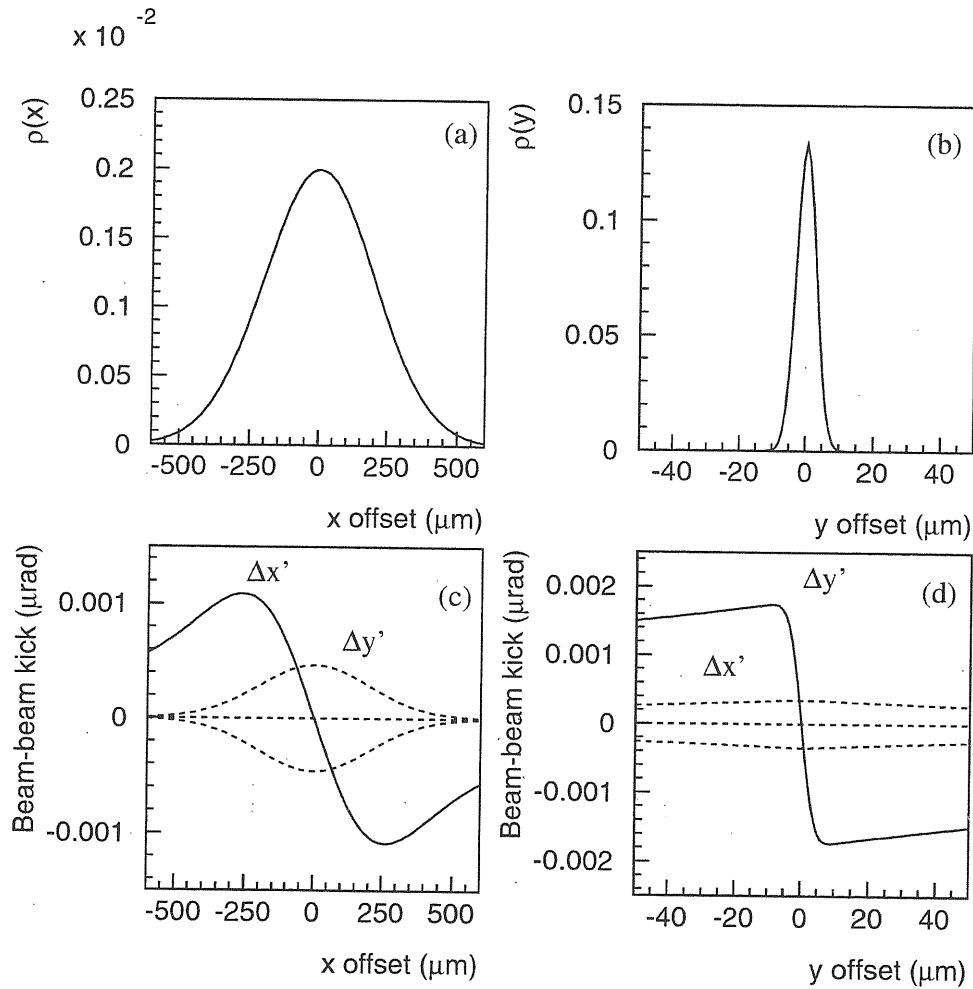 x 10 -2
ρ(x)
0.25
0.2
0.15
0.1
0.05
0
(a)
-500 -250 0 250 500
x offset (μm)
ρ(y)
0.15
0.1
0.05
0
(b)
-40 -20 0 20 40
y offset (μm)
Beam-beam kick (μrad)
0.001
0
-0.001
Δx’
Δy’
(c)
-500 -250 0 250 500
x offset (μm)
Beam-beam kick (μrad)
0.002
0.001
0
-0.001
-0.002
Δy’
Δx’
(d)
-40 -20 0 20 40
y offset (μm)